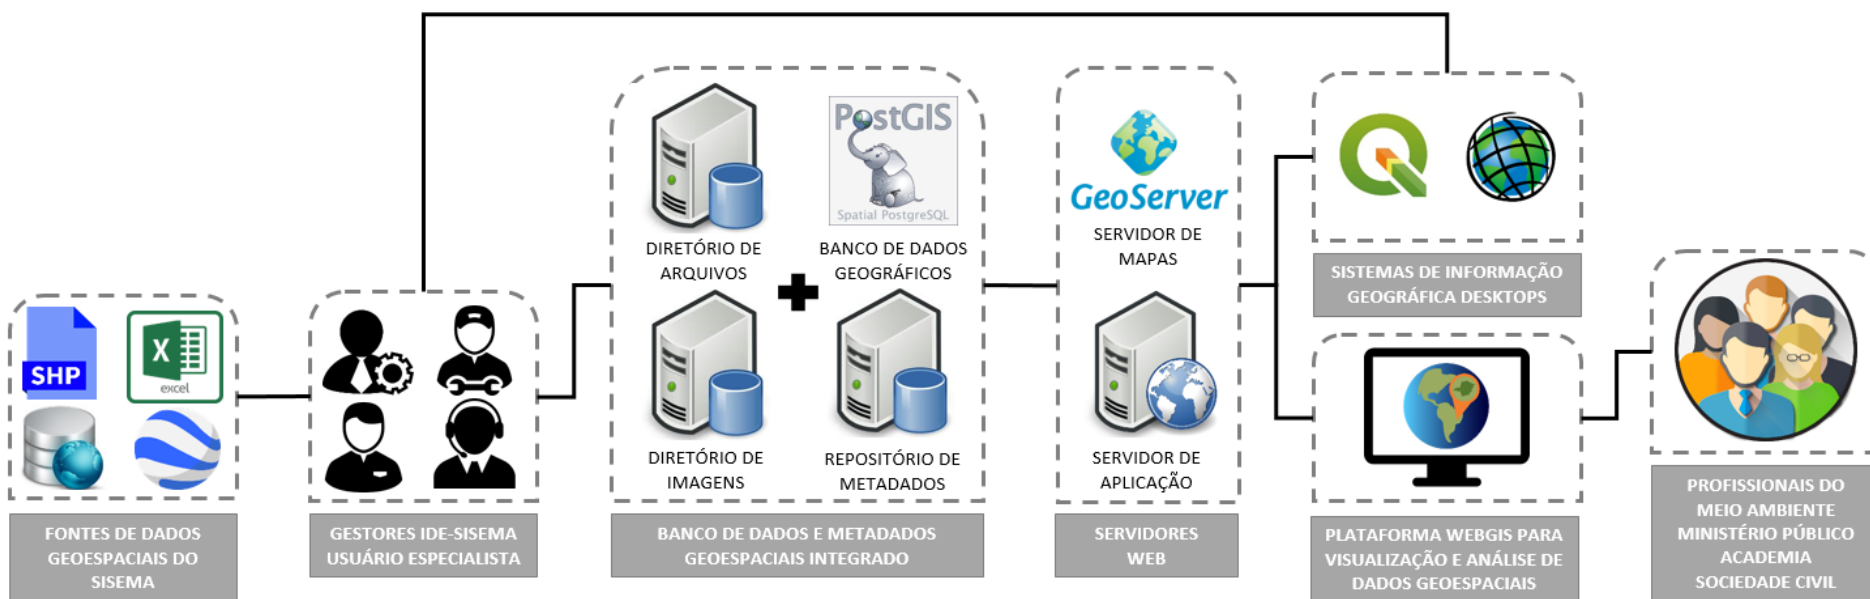 SHP
X
excel
FONTES DE DADOS
GEOESPACIAIS DO
SISEMA
GESTORES IDE-SISEMA
USUÁRIO ESPECIALISTA
DIRETÓRIO DE
ARQUIVOS
PostGIS
Spatial PostgreSQL
BANCO DE DADOS
GEOGRÁFICOS
DIRETÓRIO DE
IMAGENS
REPOSITÓRIO DE
METADADOS
BANCO DE DADOS E METADADOS
GEOESPACIAIS INTEGRADO
GeoServer
SERVIDOR DE
MAPAS
SERVIDOR DE
APLICAÇÃO
SERVIDORES
WEB
SISTEMAS DE INFORMAÇÃO
GEOGRÁFICA DESKTOPS
PLATAFORMA WEBGIS PARA
VISUALIZAÇÃO E ANÁLISE DE
DADOS GEOESPACIAIS
PROFISSIONAIS DO
MEIO AMBIENTE
MINISTÉRIO PÚBLICO
ACADEMIA
SOCIEDADE CIVIL